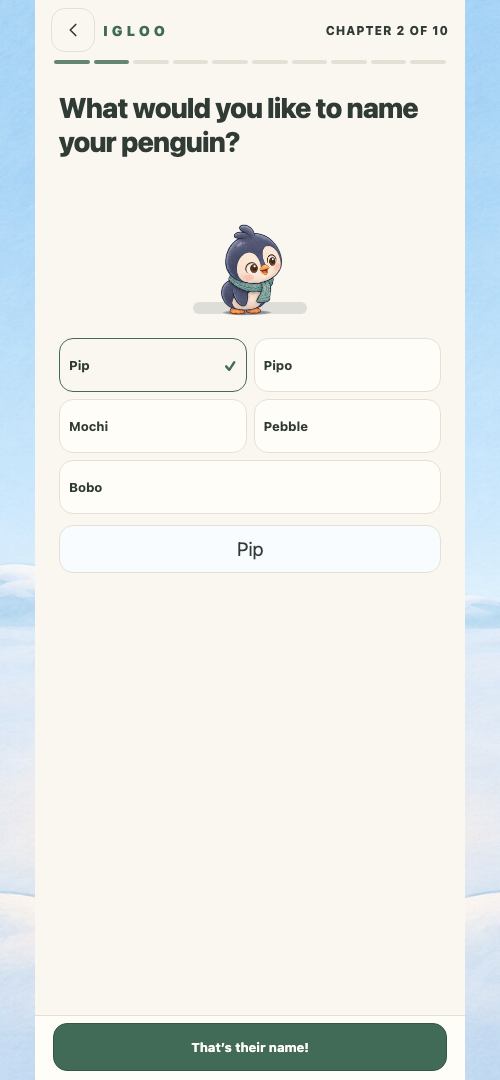 IGLOO
CHAPTER 2 OF 10
What would you like to name
your penguin?
Pip
Pipo
Mochi
Pebble
Bobo
Pip
That's their name!